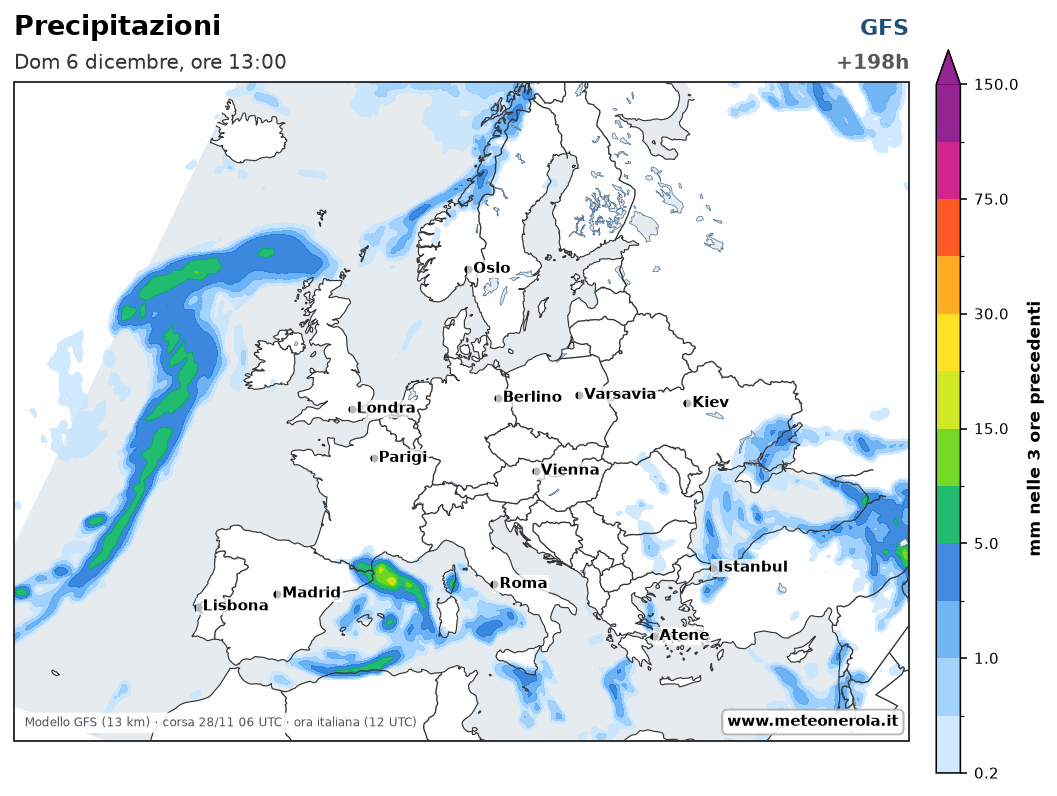 Precipitazioni
GFS
Dom 6 dicembre, ore 13:00
+198h
150.0
75.0
30.0
15.0
5.0
1.0
0.2
mm nelle 3 ore precedenti
Oslo
Londra
Berlino
Varsavia
Kiev
Parigi
Vienna
Istanbul
Roma
Madrid
Lisbona
Atene
Modello GFS (13 km) · corsa 28/11 06 UTC · ora italiana (12 UTC)
www.meteonerola.it